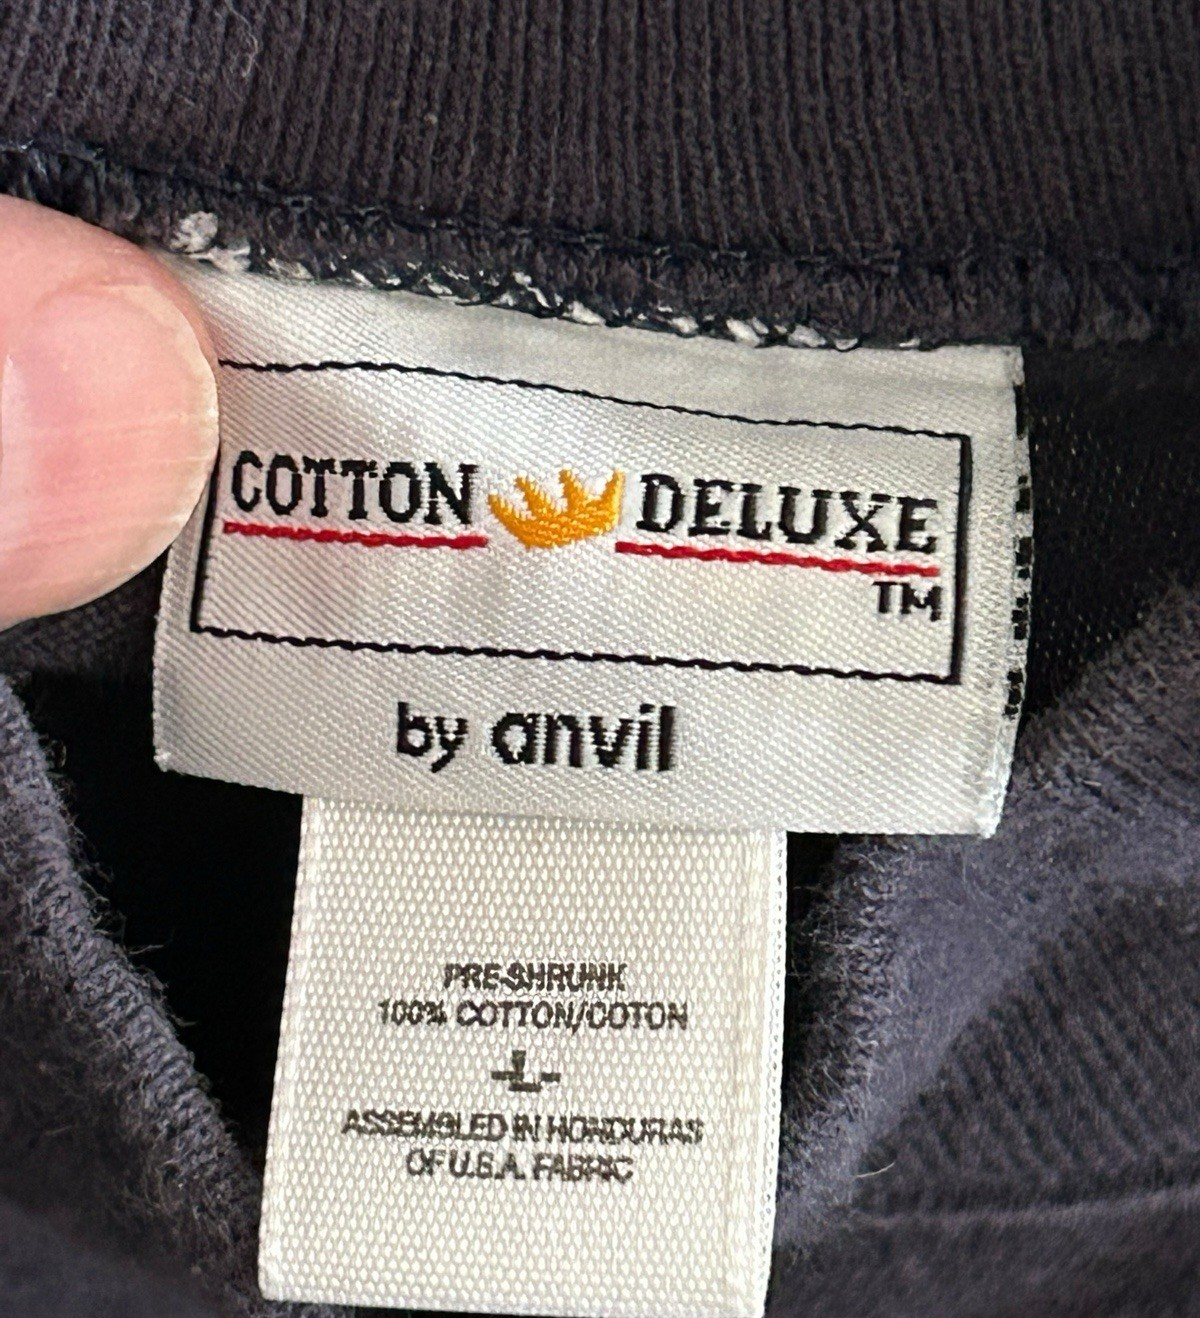 COTTON DELUXE
TM
by anvil
PRE-SHRUNK
100% COTTON/COTON
-L-
ASSEMBLED IN HONDURAS
OF U.S.A. FABRIC